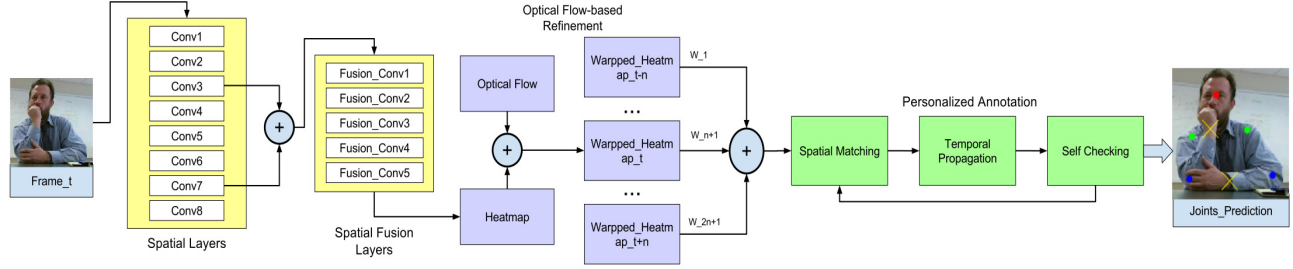 Optical Flow-based
Refinement
Conv1
Conv2
Conv3
Conv4
Conv5
Conv6
Conv7
Conv8
Spatial Layers
Frame_t
Fusion_Conv1
Fusion_Conv2
Fusion_Conv3
Fusion_Conv4
Fusion_Conv5
Spatial Fusion
Layers
Optical Flow
+
+
Heatmap
Warpped_Heatm
ap_t-n
...
Warpped_Heatm
ap_t
...
Warpped_Heatm
ap_t+n
W_1
W_n+1
W_2n+1
+
Personalized Annotation
Spatial Matching
Temporal
Propagation
Self Checking
Joints_Prediction